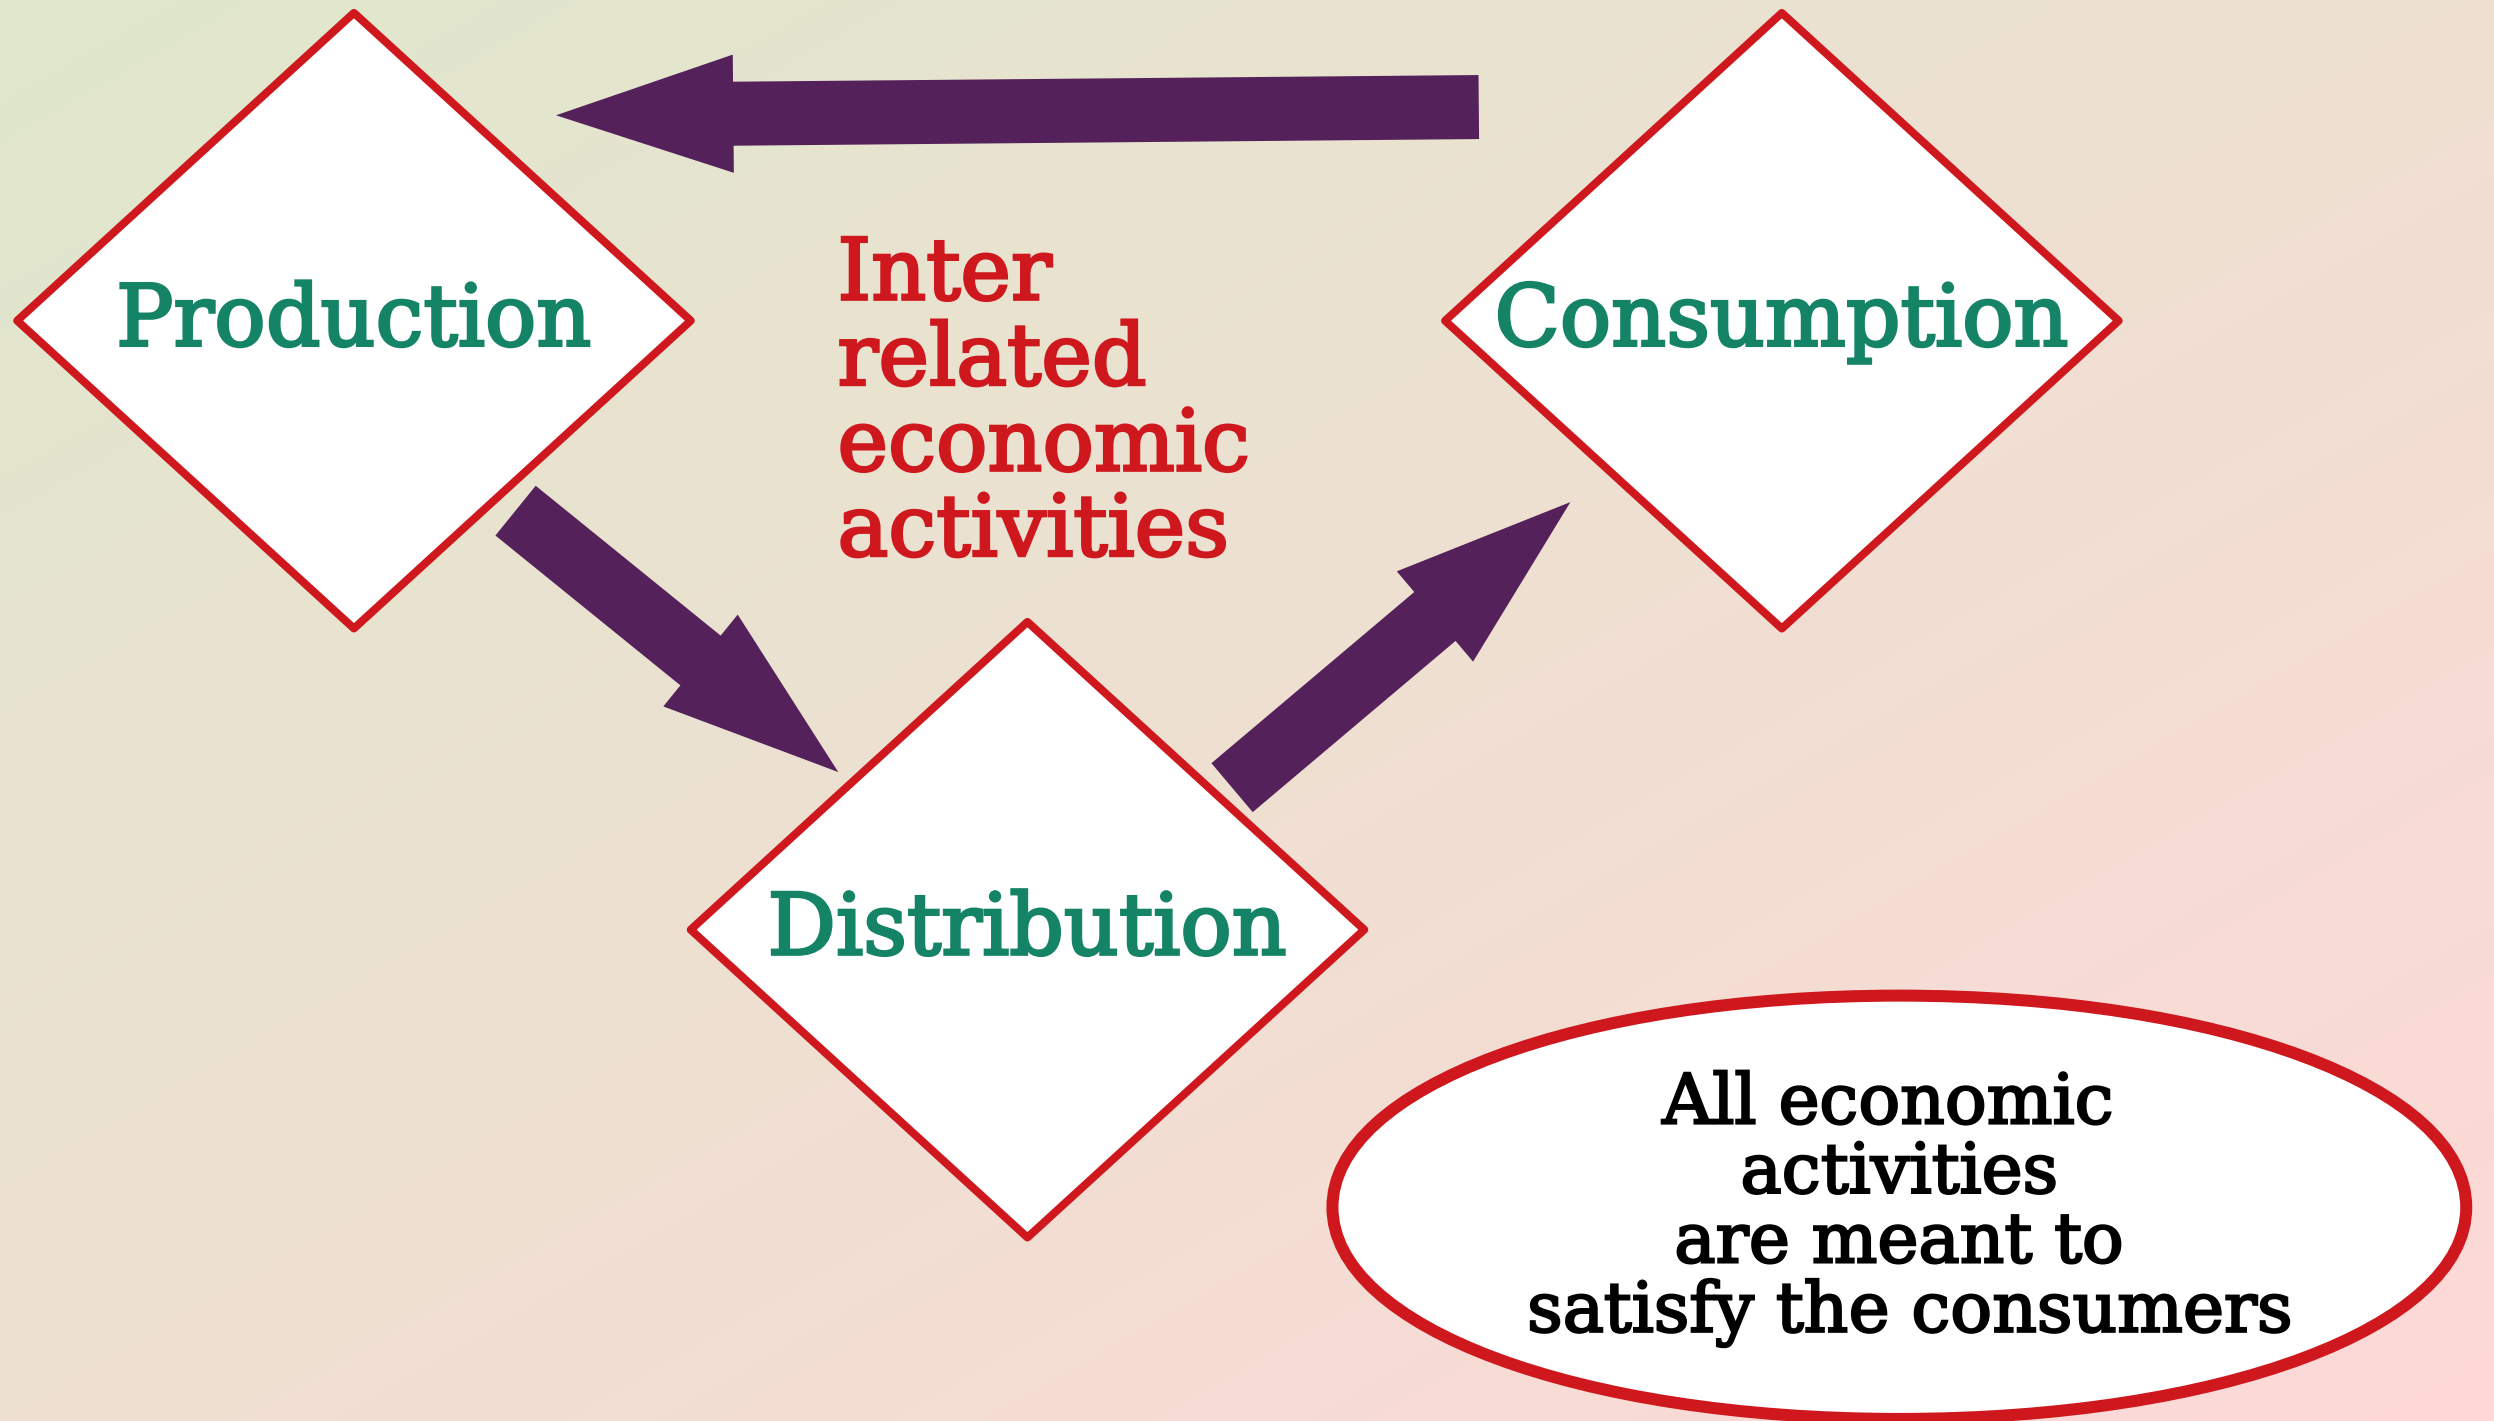 Production
Inter
related
economic
activities
Consumption
Distribution
All economic
activities
are meant to
satisfy the consumers